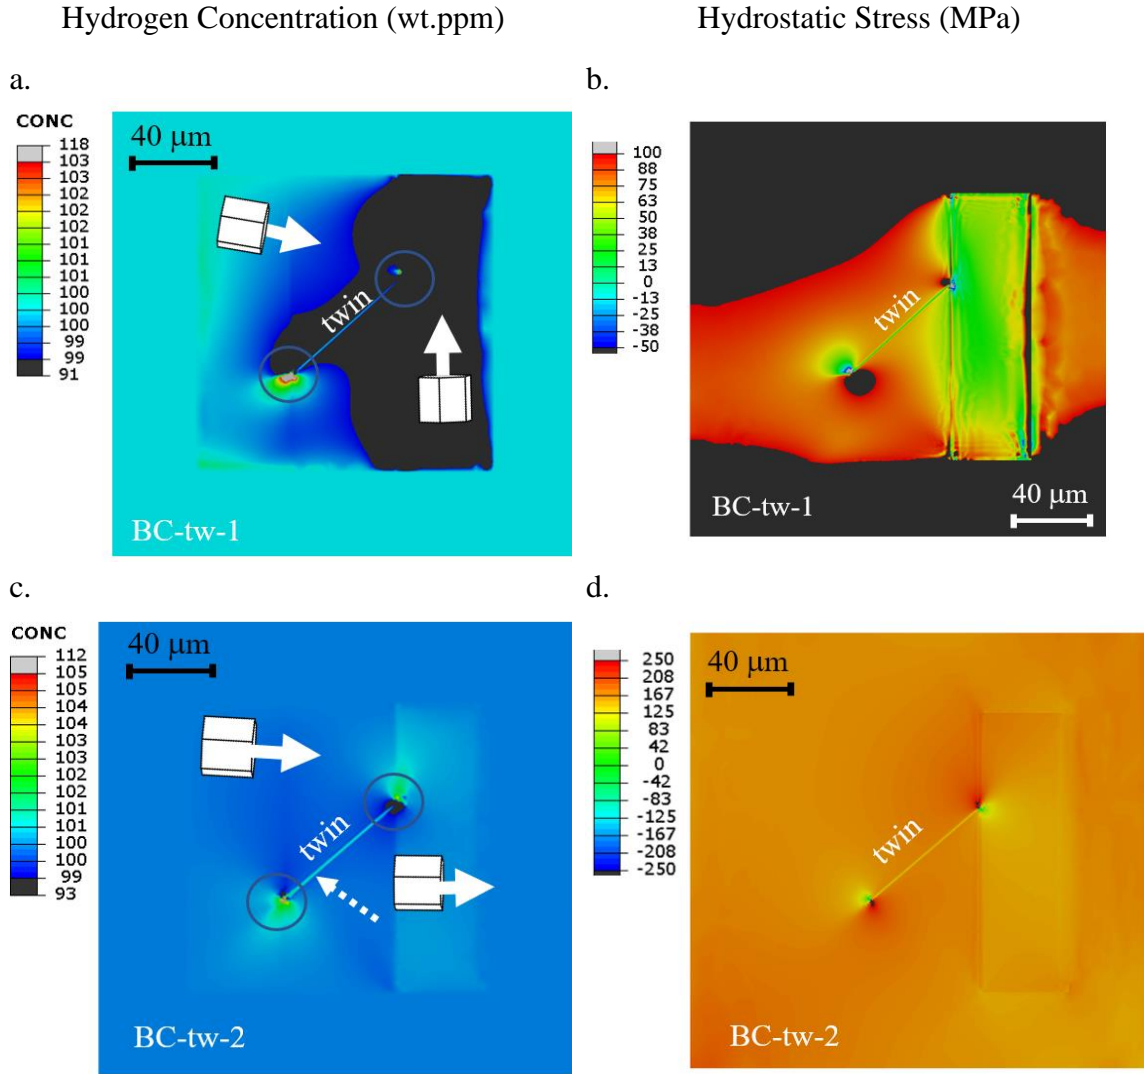 Hydrogen Concentration (wt.ppm)
Hydrostatic Stress (MPa)
a.
CONC
118
103
103
102
102
102
101
101
100
100
100
99
99
91
40 µm
twin
BC-tw-1
b.
100
88
75
63
50
38
25
13
0
-13
-25
-38
-50
twin
40 µm
BC-tw-1
c.
CONC
112
105
105
104
104
103
102
102
101
101
100
100
99
93
40 µm
twin
BC-tw-2
d.
250
208
167
125
83
42
0
-42
-83
-125
-167
-208
-250
40 µm
twin
BC-tw-2